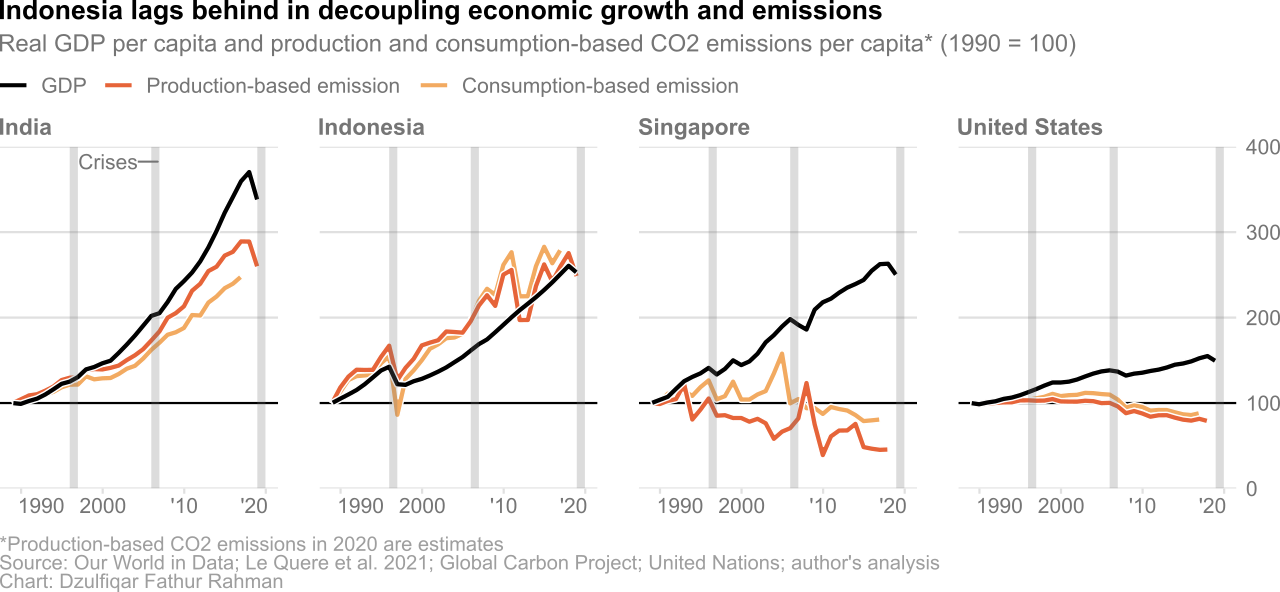 Indonesia lags behind in decoupling economic growth and emissions
Real GDP per capita and production and consumption-based CO2 emissions per capita* (1990 = 100)
GDP Production-based emission Consumption-based emission
India Indonesia Singapore United States
400
Crises
300
200
100
0
1990 2000 '10 '20 1990 2000 '10 '20 1990 2000 '10 '20 1990 2000 '10 '20
*Production-based CO2 emissions in 2020 are estimates
Source: Our World in Data; Le Quere et al. 2021; Global Carbon Project; United Nations; author's analysis
Chart: Dzulfiqar Fathur Rahman